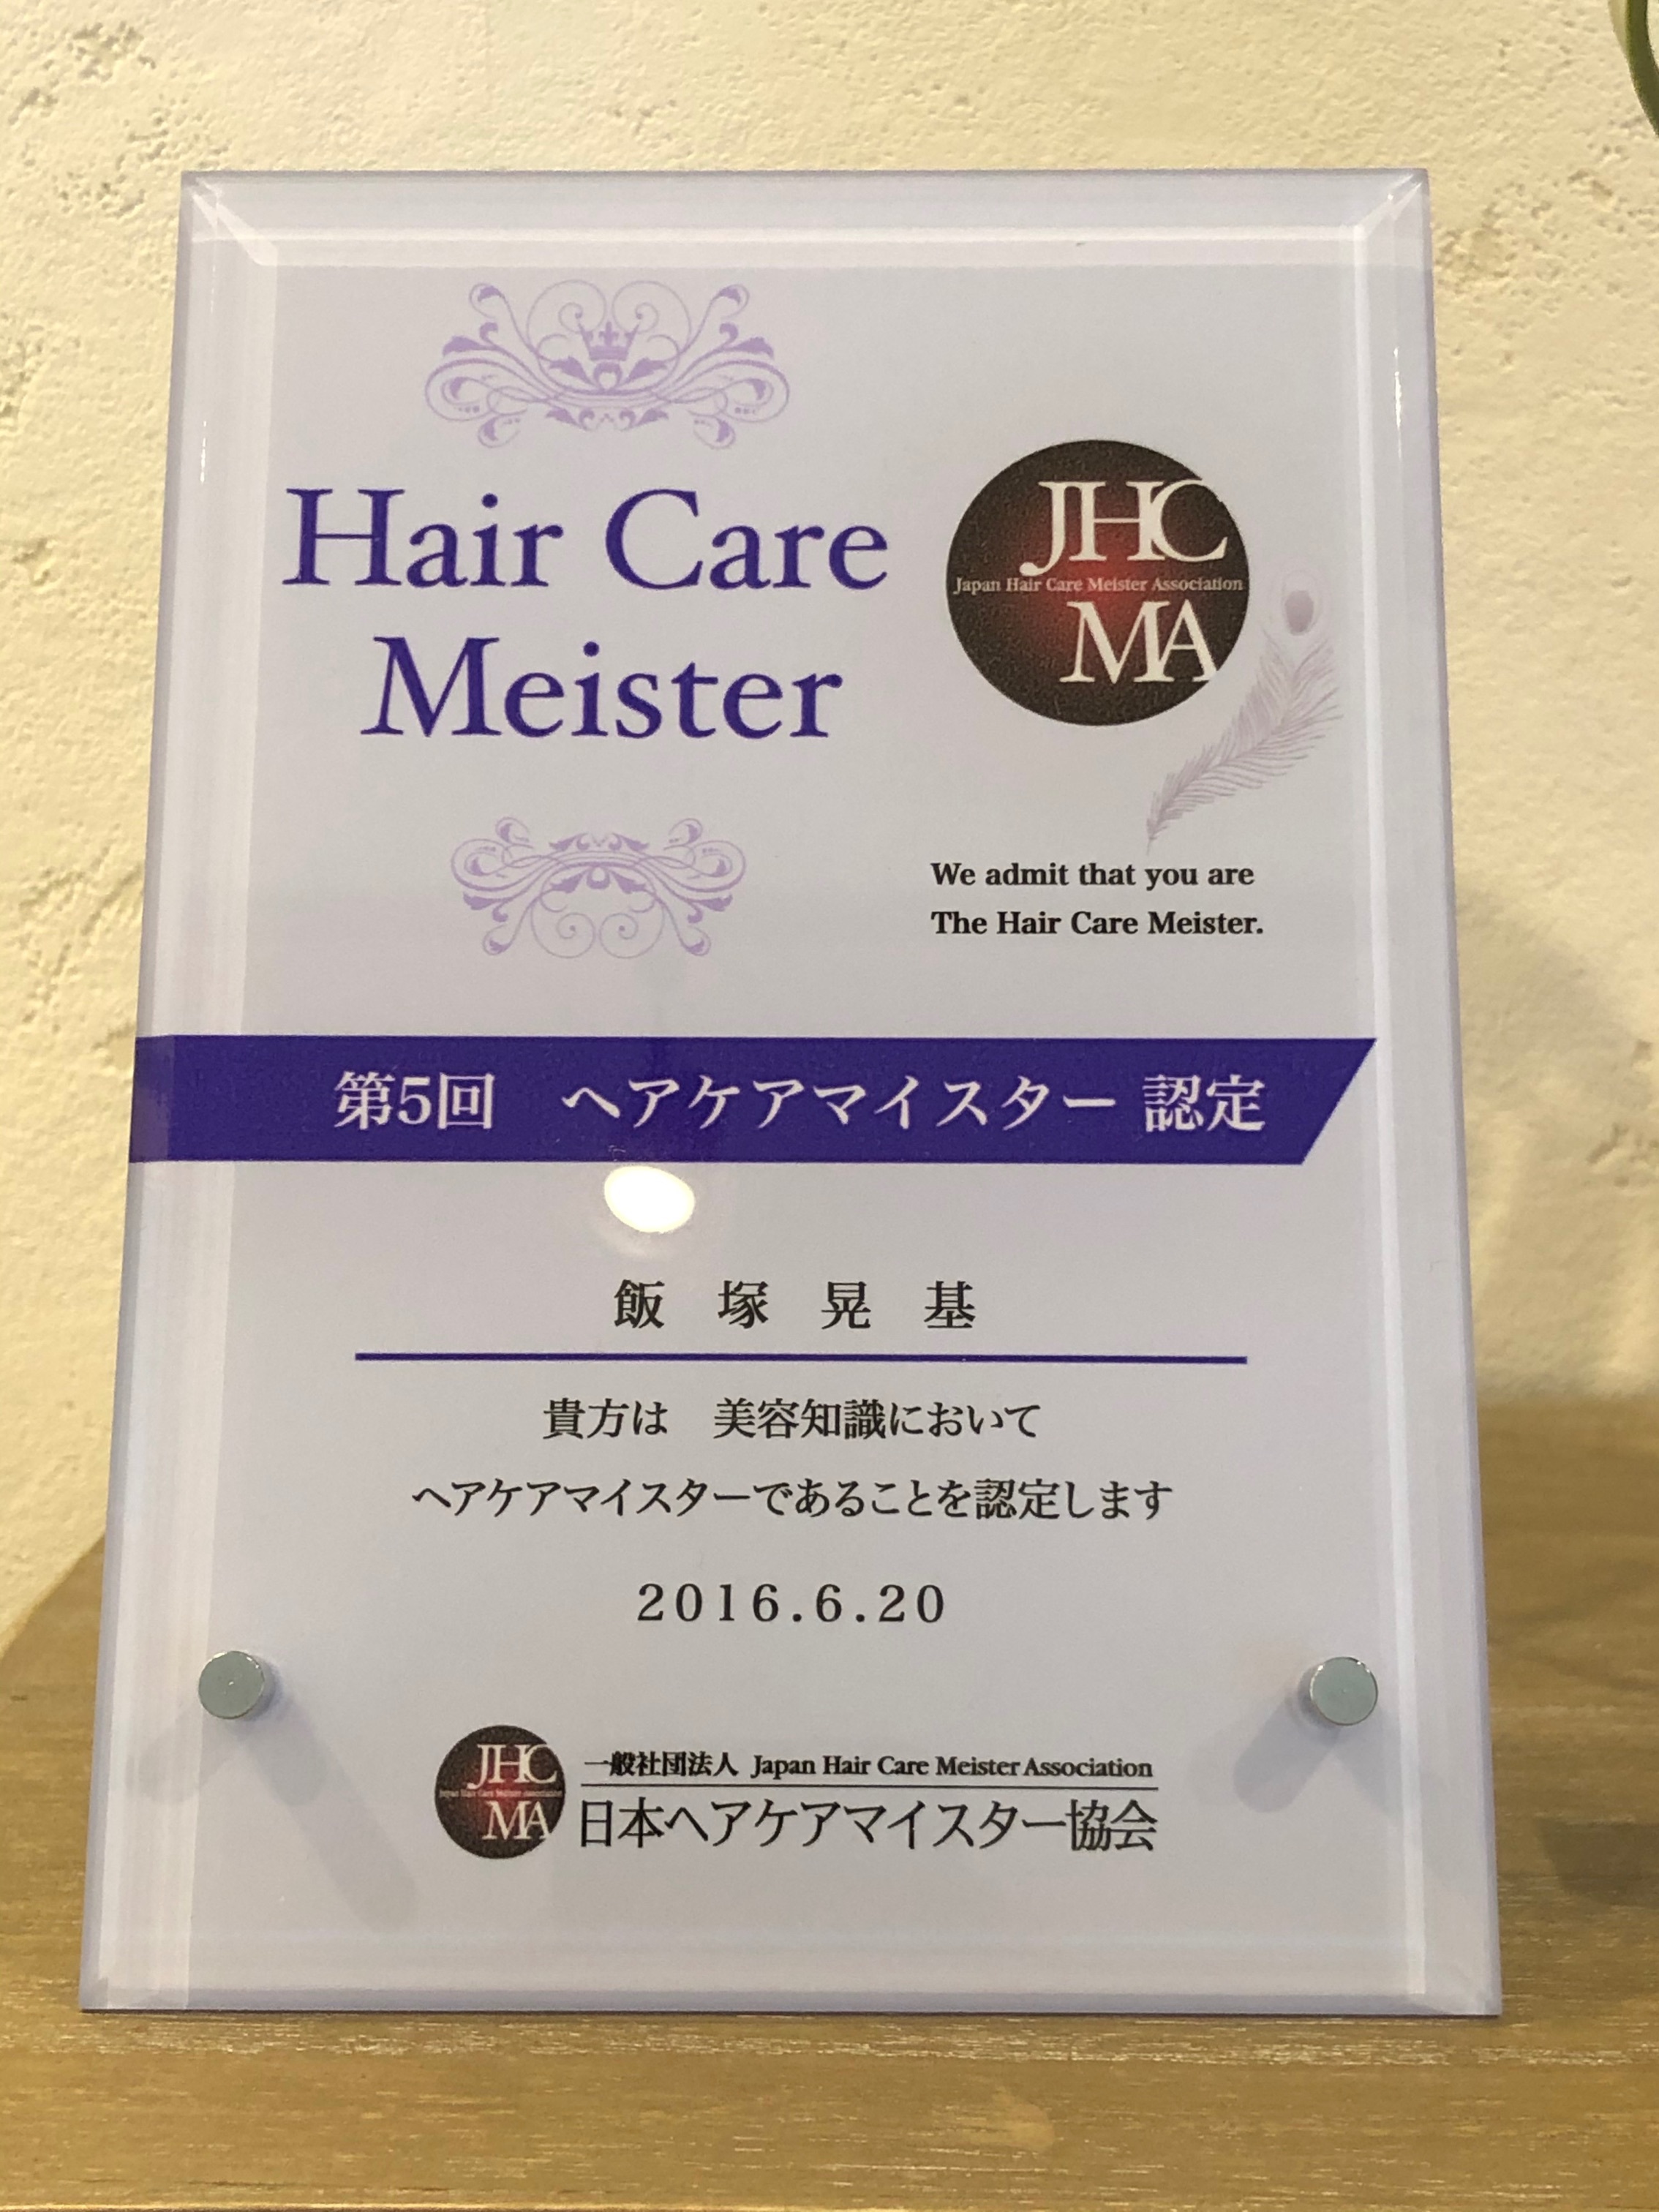 Hair Care
Meister
JHC
Japan Hair Care Meister Association
MA
We admit that you are
The Hair Care Meister.
第5回　ヘアケアマイスター 認定
飯 塚 晃 基
貴方は　美容知識において
ヘアケアマイスターであることを認定します
2016.6.20
JHC
Japan Hair Care Meister Association
MA
一般社団法人 Japan Hair Care Meister Association
日本ヘアケアマイスター協会